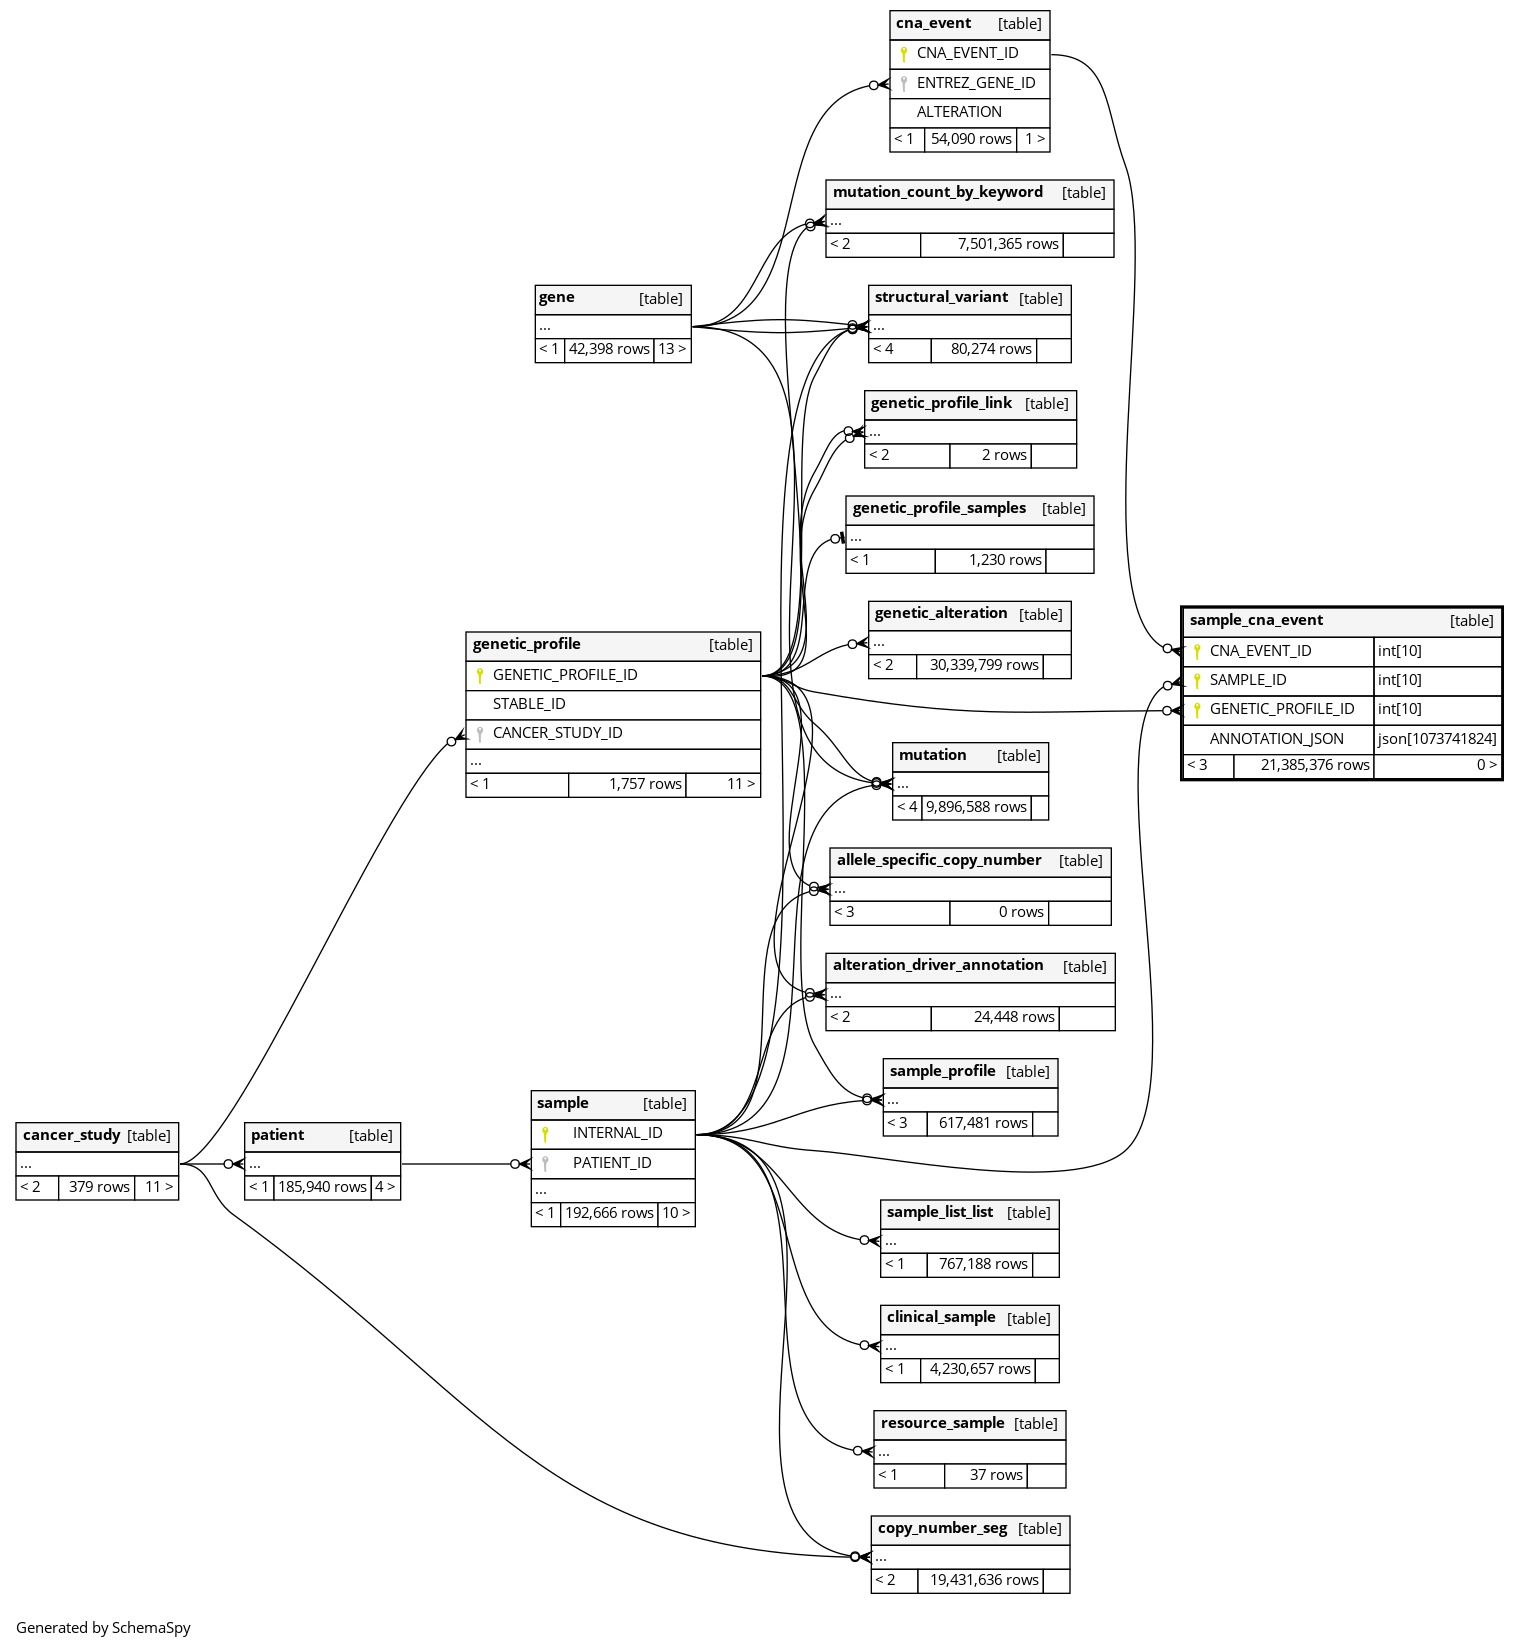 cna_event [table]
CNA_EVENT_ID
ENTREZ_GENE_ID
ALTERATION
< 1 54,090 rows 1 >
mutation_count_by_keyword [table]
...
< 2 7,501,365 rows
gene [table]
...
< 1 42,398 rows 13 >
structural_variant [table]
...
< 4 80,274 rows
genetic_profile_link [table]
...
< 2 2 rows
genetic_profile_samples [table]
...
< 1 1,230 rows
genetic_alteration [table]
...
< 2 30,339,799 rows
sample_cna_event [table]
CNA_EVENT_ID int[10]
SAMPLE_ID int[10]
GENETIC_PROFILE_ID int[10]
ANNOTATION_JSON json[1073741824]
< 3 21,385,376 rows 0 >
genetic_profile [table]
GENETIC_PROFILE_ID
STABLE_ID
CANCER_STUDY_ID
...
< 1 1,757 rows 11 >
mutation [table]
...
< 4 9,896,588 rows
allele_specific_copy_number [table]
...
< 3 0 rows
alteration_driver_annotation [table]
...
< 2 24,448 rows
sample_profile [table]
...
< 3 617,481 rows
cancer_study [table]
...
< 2 379 rows 11 >
patient [table]
...
< 1 185,940 rows 4 >
sample [table]
INTERNAL_ID
PATIENT_ID
...
< 1 192,666 rows 10 >
sample_list_list [table]
...
< 1 767,188 rows
clinical_sample [table]
...
< 1 4,230,657 rows
resource_sample [table]
...
< 1 37 rows
copy_number_seg [table]
...
< 2 19,431,636 rows
Generated by SchemaSpy